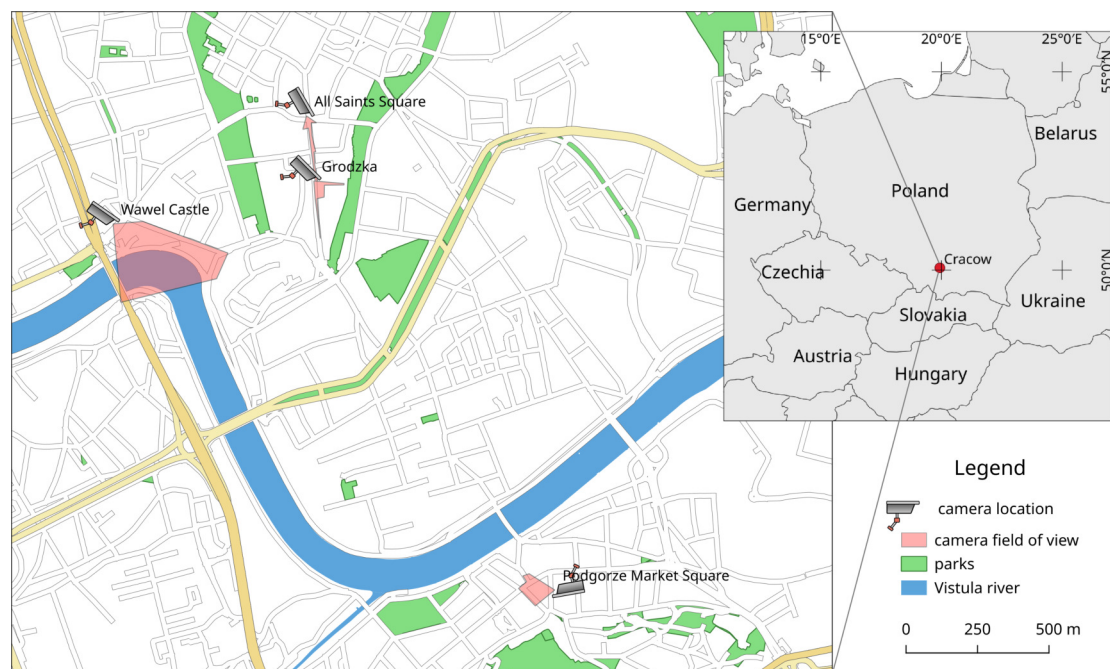 All Saints Square
Grodzka
Wawel Castle
Podgorze Market Square
15°0'E 20°0'E 25°0'E
55°0'N
Belarus
Poland
Germany
50°0'N
Cracow
Czechia
Ukraine
Slovakia
Austria
Hungary
Legend
camera location
camera field of view
parks
Vistula river
0 250 500 m